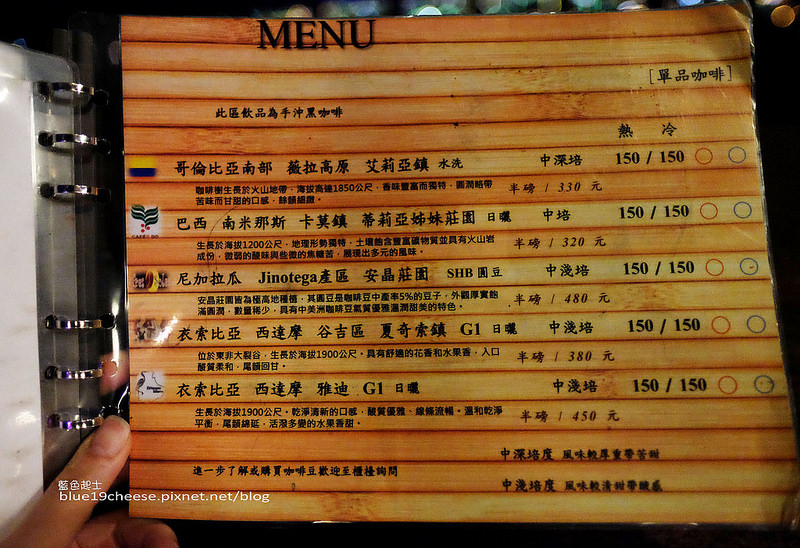 MENU
[單品咖啡]
此區飲品為手沖黑咖啡
熱 冷
哥倫比亞南部 薇拉高原 艾莉亞鎮 水洗 中深培 150 / 150
咖啡樹生長於火山地帶,海拔高達1850公尺,香味豐富而獨特,圓潤略帶 半磅 / 330 元
苦味而甘甜的口感,餘韻細緻。
巴西 南米那斯 卡莫鎮 蒂莉亞姊妹莊園 日曬 中培 150 / 150
生長於海拔1200公尺,地理形勢獨特,土壤飽含豐富礦物質並具有火山岩 半磅 / 320 元
成份,微弱的酸味與些微的焦糖苦,展現出多元的風味。
尼加拉瓜 Jinotega產區 安晶莊園 SHB 圓豆 中淺培 150 / 150
安晶莊園皆為極高地種植,其圓豆是咖啡豆中產率5%的豆子,外觀厚實飽 半磅 / 480 元
滿圓潤,數量稀少,具有中美洲咖啡豆氣質優雅溫潤甜美的特色。
衣索比亞 西達摩 谷吉區 夏奇索鎮 G1 日曬 中淺培 150 / 150
位於東非大裂谷,生長於海拔1900公尺。具有舒適的花香和水果香,入口 半磅 / 380 元
酸質柔和,尾韻回甘。
衣索比亞 西達摩 雅迪 G1 日曬 中淺培 150 / 150
生長於海拔1900公尺。乾淨清新的口感,酸質優雅、線條流暢。溫和乾淨 半磅 / 450 元
平衡,尾韻綿延,活潑多變的水果香甜。
中深培度 風味較厚重帶苦甜
進一步了解或購買咖啡豆歡迎至櫃檯詢問
中淺培度 風味較清甜帶酸感
藍色起士
blue19cheese.pixnet.net/blog